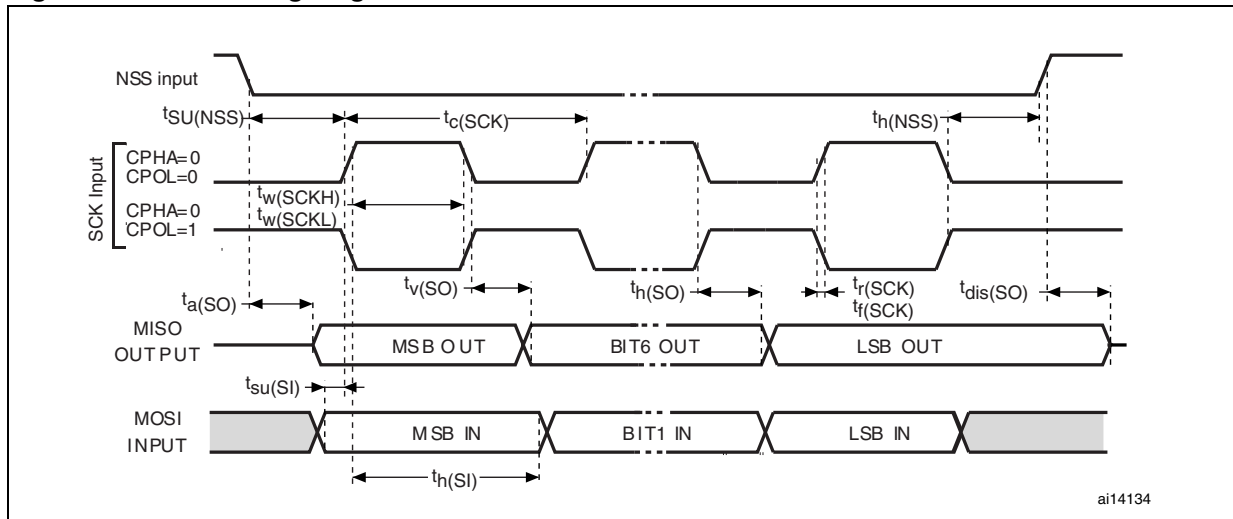 NSS input
tSU(NSS)
tc(SCK)
th(NSS)
SCK Input
CPHA=0
CPOL=0
tw(SCKH)
tw(SCKL)
CPHA=0
CPOL=1
ta(SO)
tv(SO)
th(SO)
tr(SCK)
tf(SCK)
tdis(SO)
MISO
OUTPUT
MSB OUT
BIT6 OUT
LSB OUT
tsu(SI)
MOSI
INPUT
MSB IN
BIT1 IN
LSB IN
th(SI)
ai14134